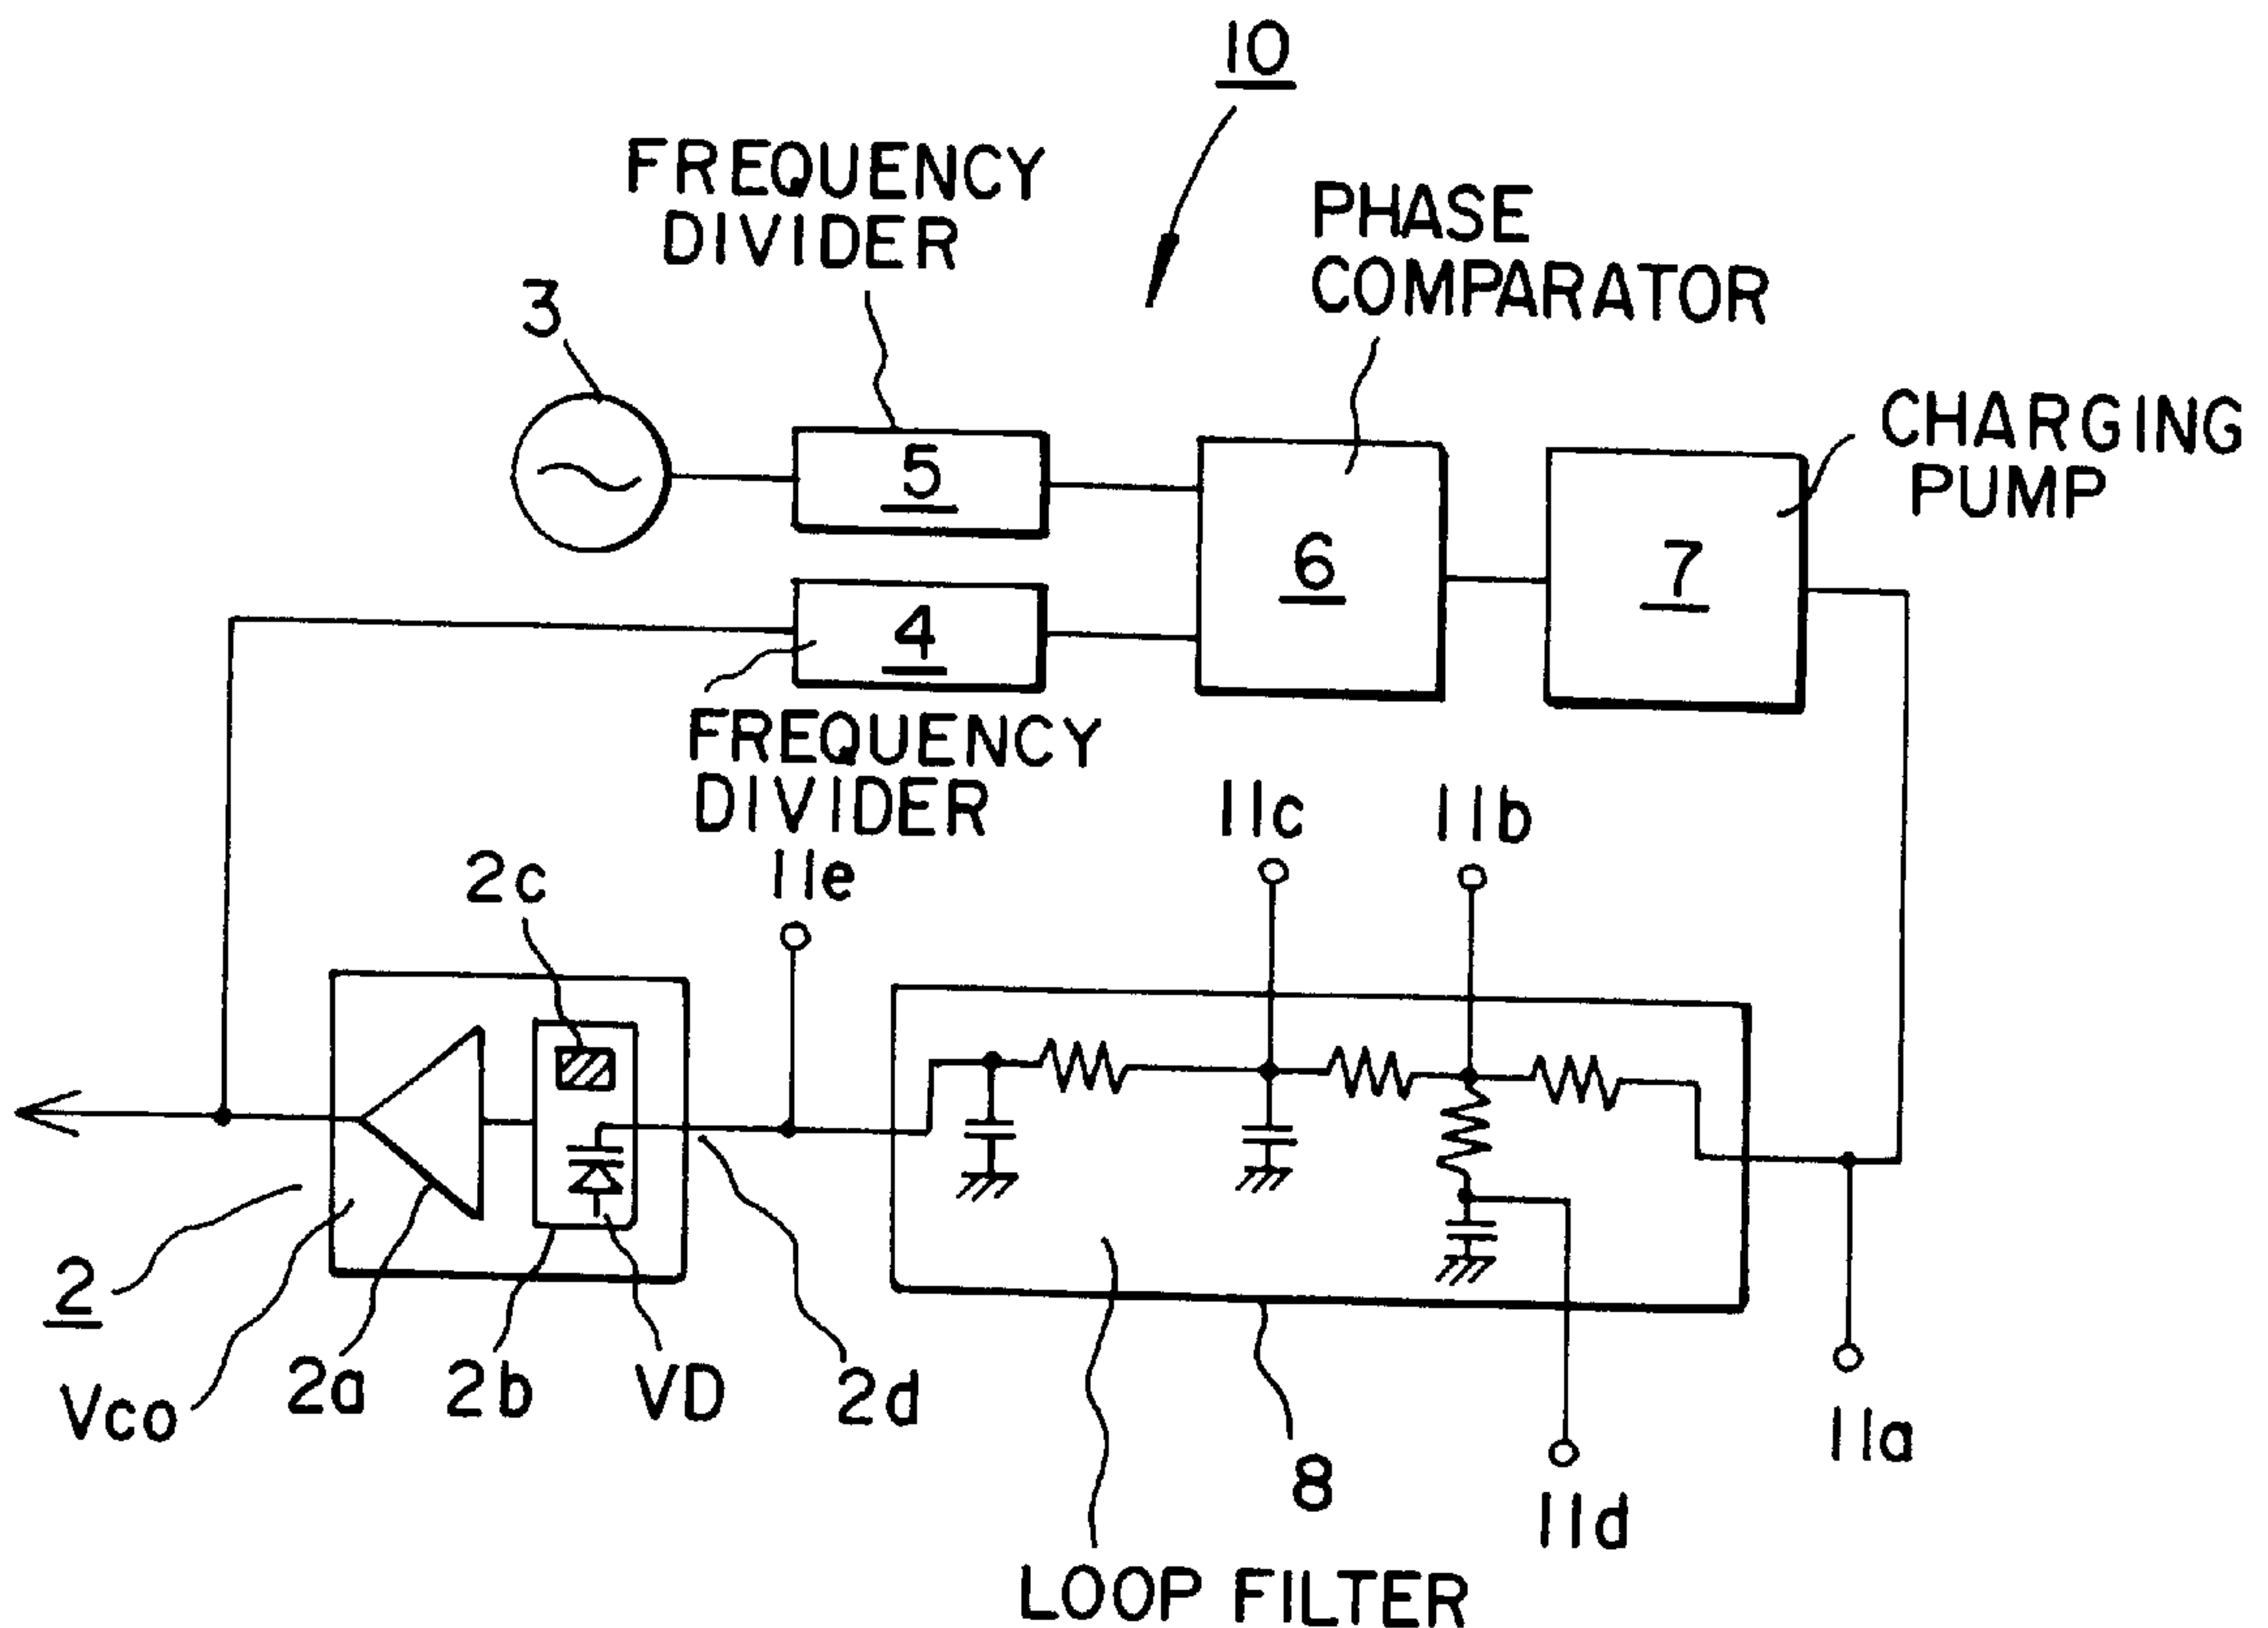 10
FREQUENCY
DIVIDER
PHASE
COMPARATOR
3
CHARGING
PUMP
5
6
7
4
FREQUENCY
DIVIDER
11c
11b
11e
2c
2
Vco
2a
2b
VD
2d
8
11a
11d
LOOP FILTER